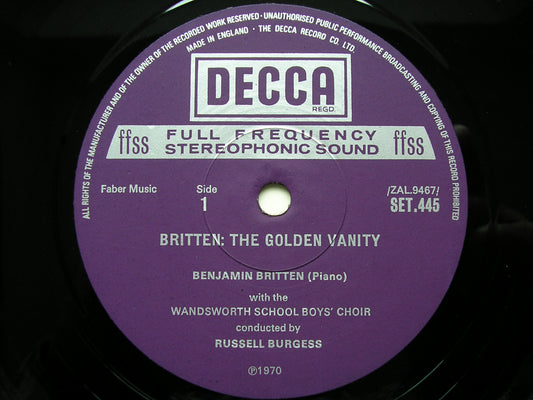 ALL RIGHTS OF THE MANUFACTURER AND OF THE OWNER OF THE RECORDED WORK RESERVED · UNAUTHORISED PUBLIC PERFORMANCE BROADCASTING AND COPYING OF THIS RECORD PROHIBITED
MADE IN ENGLAND · THE DECCA RECORD CO. LTD.
DECCA
REGD.
ffss FULL FREQUENCY STEREOPHONIC SOUND ffss
Faber Music Side /ZAL.9467/
1 SET.445
BRITTEN: THE GOLDEN VANITY
BENJAMIN BRITTEN (Piano)
with the
WANDSWORTH SCHOOL BOYS' CHOIR
conducted by
RUSSELL BURGESS
℗1970